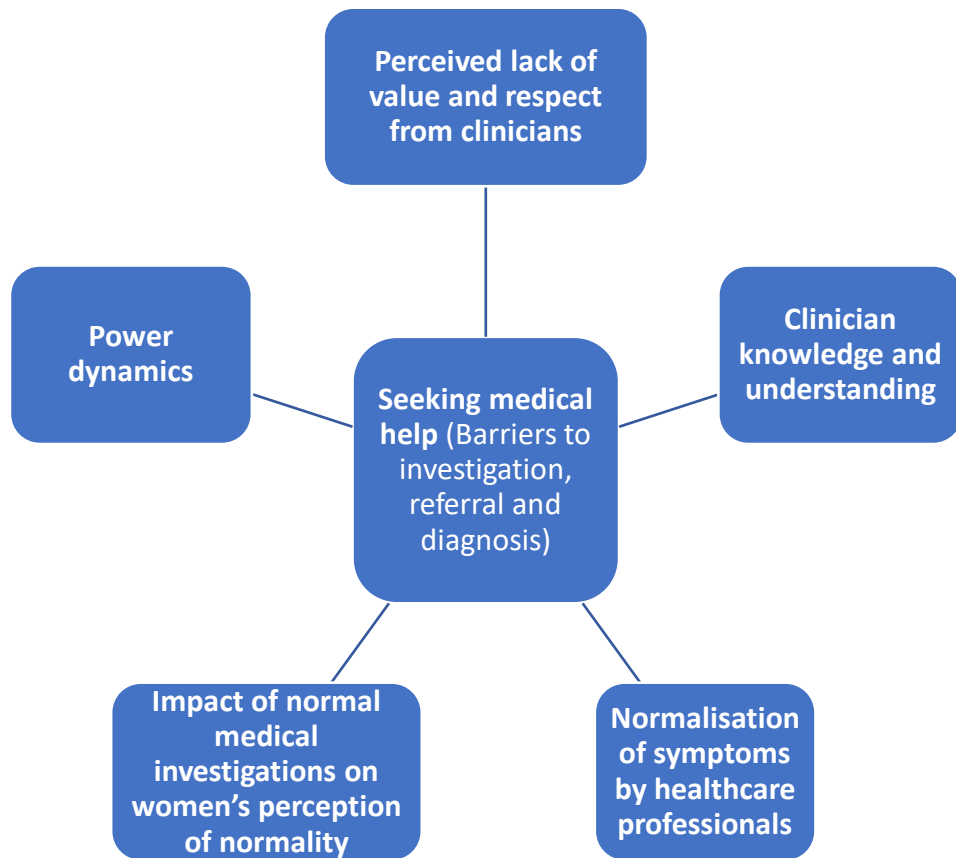 Perceived lack of
value and respect
from clinicians
Power
dynamics
Clinician
knowledge and
understanding
Seeking medical
help (Barriers to
investigation,
referral and
diagnosis)
Impact of normal
medical
investigations on
women’s perception
of normality
Normalisation
of symptoms
by healthcare
professionals